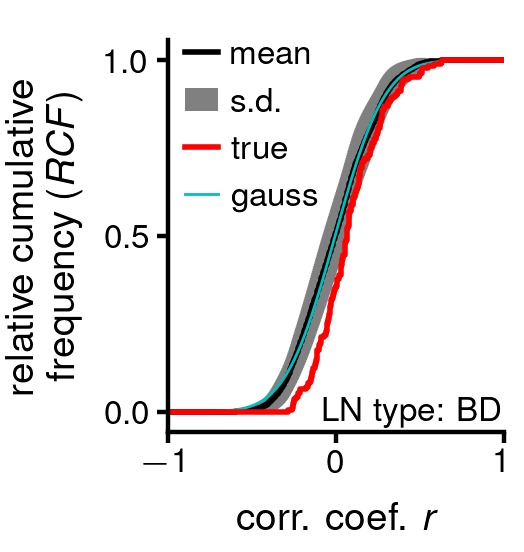 relative cumulative
frequency (RCF)
1.0
0.5
0.0
mean
s.d.
true
gauss
LN type: BD
−1
0
1
corr. coef. r